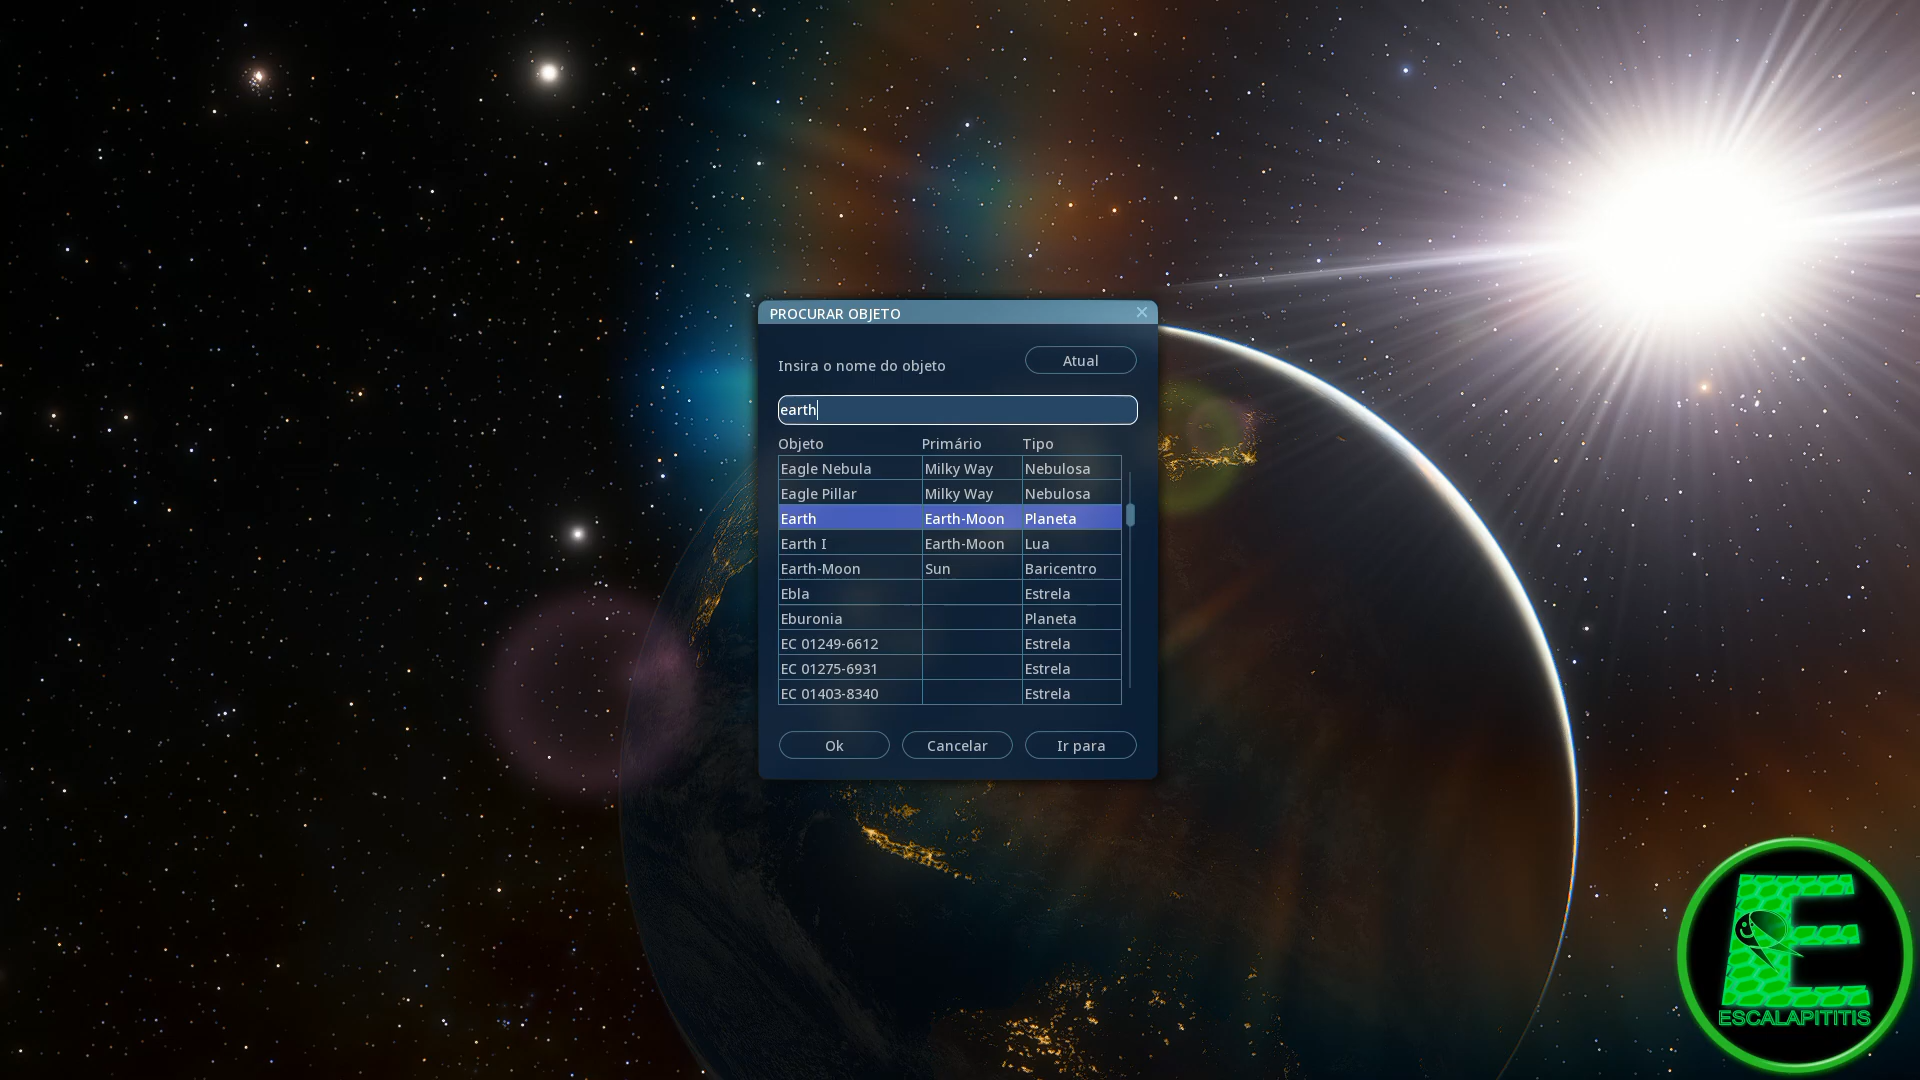 PROCURAR OBJETO
Insira o nome do objeto
Atual
earth
Objeto Primário Tipo
Eagle Nebula Milky Way Nebulosa
Eagle Pillar Milky Way Nebulosa
Earth Earth-Moon Planeta
Earth I Earth-Moon Lua
Earth-Moon Sun Baricentro
Ebla Estrela
Eburonia Planeta
EC 01249-6612 Estrela
EC 01275-6931 Estrela
EC 01403-8340 Estrela
Ok Cancelar Ir para
E
ESCALAPITITIS